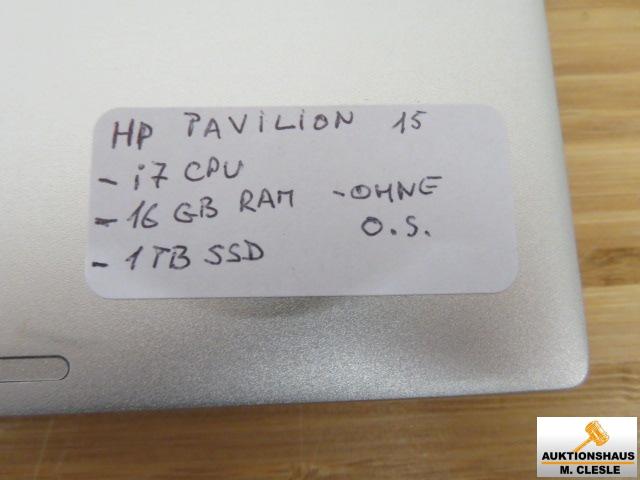 HP PAVILION 15
- i7 CPU
- 16 GB RAM - OHNE
O.S.
- 1TB SSD
AUKTIONSHAUS
M. CLESLE